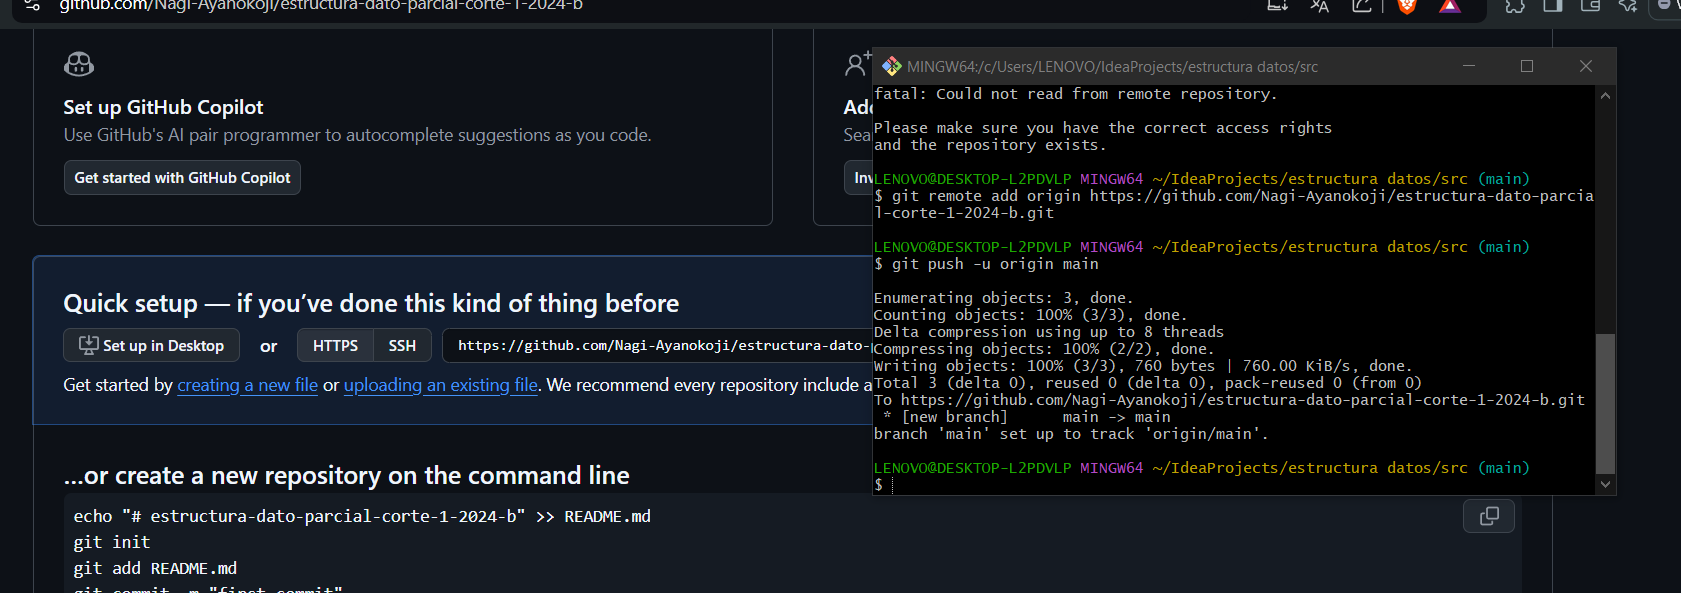 github.com/Nagi-Ayanokoji/estructura-dato-parcial-corte-1-2024-b
Set up GitHub Copilot
Use GitHub's AI pair programmer to autocomplete suggestions as you code.
Get started with GitHub Copilot
Quick setup — if you've done this kind of thing before
Set up in Desktop
or
HTTPS
SSH
https://github.com/Nagi-Ayanokoji/estructura-dato-
Get started by creating a new file or uploading an existing file. We recommend every repository include a
...or create a new repository on the command line
echo "# estructura-dato-parcial-corte-1-2024-b" >> README.md
git init
git add README.md
git commit -m "first commit"
MINGW64:/c/Users/LENOVO/IdeaProjects/estructura datos/src
fatal: Could not read from remote repository.
Please make sure you have the correct access rights
and the repository exists.
LENOVO@DESKTOP-L2PDVLP MINGW64 ~/IdeaProjects/estructura datos/src (main)
$ git remote add origin https://github.com/Nagi-Ayanokoji/estructura-dato-parcia
l-corte-1-2024-b.git
LENOVO@DESKTOP-L2PDVLP MINGW64 ~/IdeaProjects/estructura datos/src (main)
$ git push -u origin main
Enumerating objects: 3, done.
Counting objects: 100% (3/3), done.
Delta compression using up to 8 threads
Compressing objects: 100% (2/2), done.
Writing objects: 100% (3/3), 760 bytes | 760.00 KiB/s, done.
Total 3 (delta 0), reused 0 (delta 0), pack-reused 0 (from 0)
To https://github.com/Nagi-Ayanokoji/estructura-dato-parcial-corte-1-2024-b.git
* [new branch] main -> main
branch 'main' set up to track 'origin/main'.
LENOVO@DESKTOP-L2PDVLP MINGW64 ~/IdeaProjects/estructura datos/src (main)
$